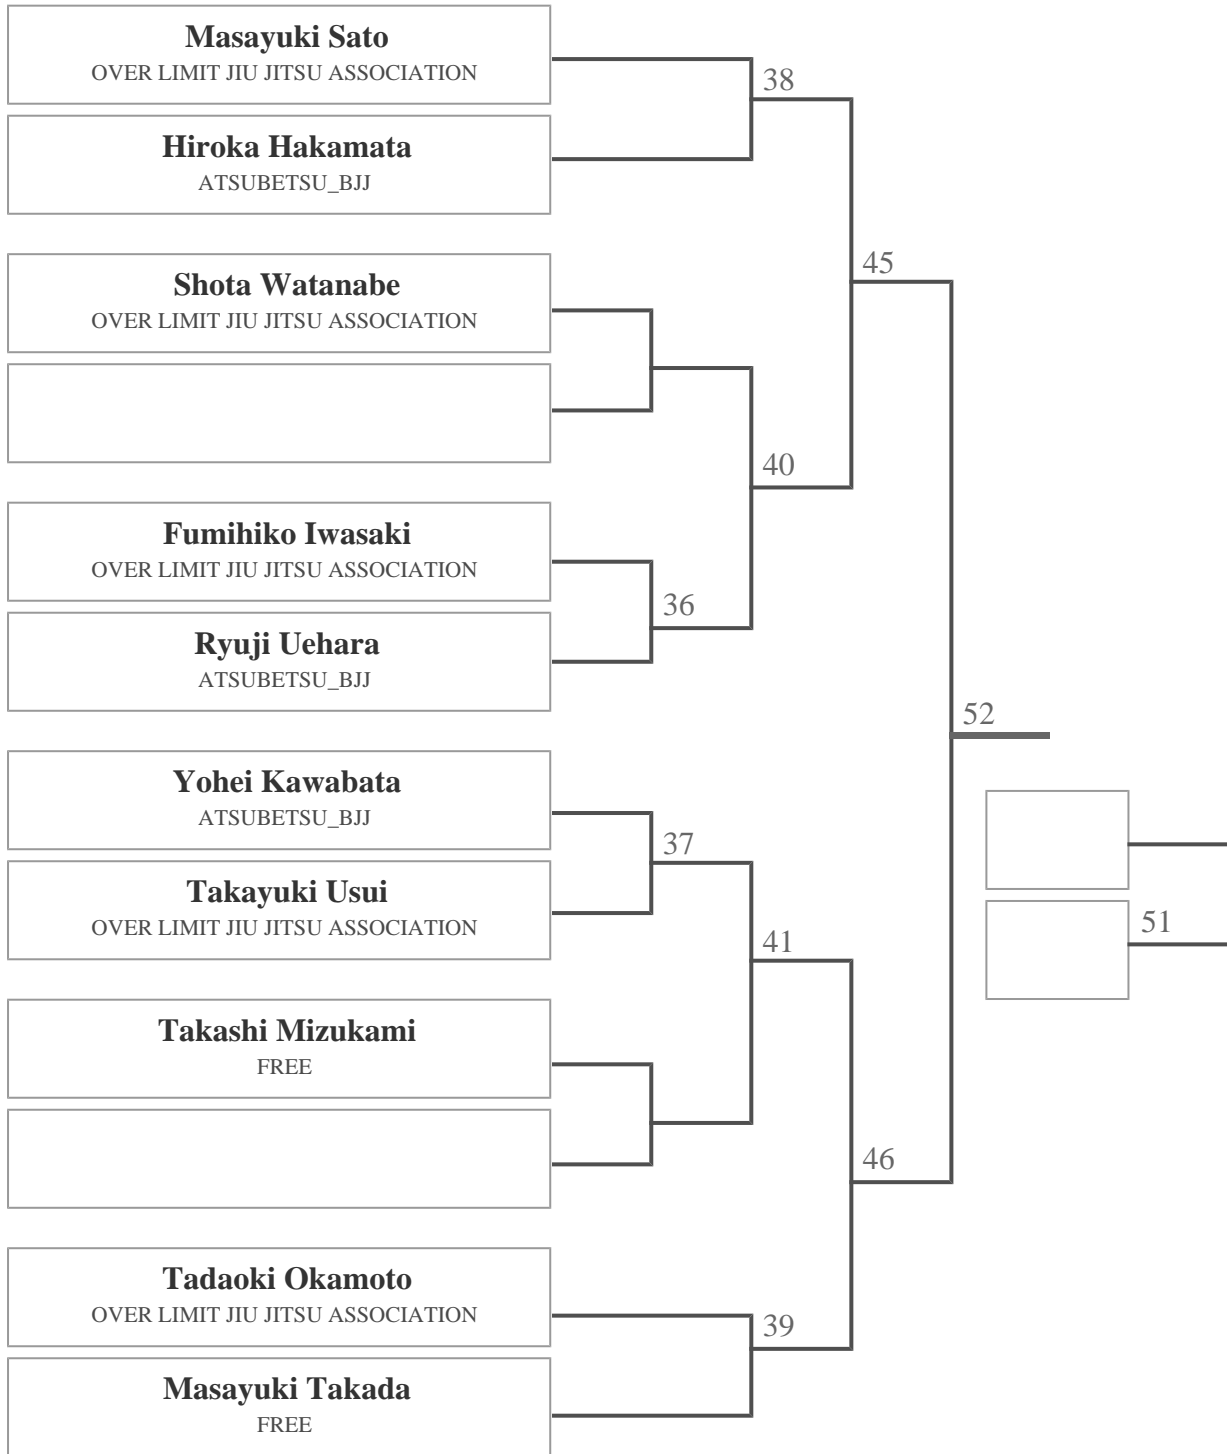 Masayuki Sato
OVER LIMIT JIU JITSU ASSOCIATION
38
Hiroka Hakamata
ATSUBETSU_BJJ
45
Shota Watanabe
OVER LIMIT JIU JITSU ASSOCIATION
40
Fumihiko Iwasaki
OVER LIMIT JIU JITSU ASSOCIATION
36
Ryuji Uehara
ATSUBETSU_BJJ
52
Yohei Kawabata
ATSUBETSU_BJJ
37
Takayuki Usui
OVER LIMIT JIU JITSU ASSOCIATION
51
41
Takashi Mizukami
FREE
46
Tadaoki Okamoto
OVER LIMIT JIU JITSU ASSOCIATION
39
Masayuki Takada
FREE